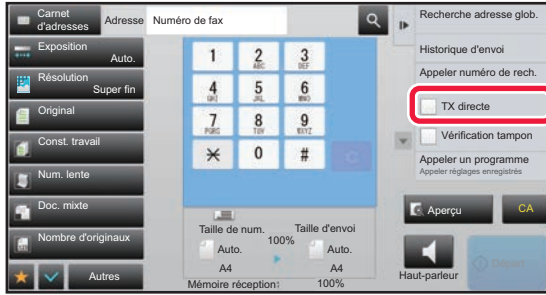 Carnet
d'adresses
Adresse
Numéro de fax
Exposition
Auto.
Résolution
Super fin
Original
Const. travail
Num. lente
Doc. mixte
Nombre d'originaux
Autres
1
2
ABC
3
DEF
4
GHI
5
JKL
6
MNO
7
PQRS
8
TUV
9
WXYZ
0
#
C
Taille de num.
100%
Taille d'envoi
Auto.
Auto.
A4
A4
Mémoire réception:
100%
Recherche adresse glob.
Historique d'envoi
Appeler numéro de rech.
TX directe
Vérification tampon
Appeler un programme
Appeler réglages enregistrés
Aperçu
CA
Haut-parleur
Départ